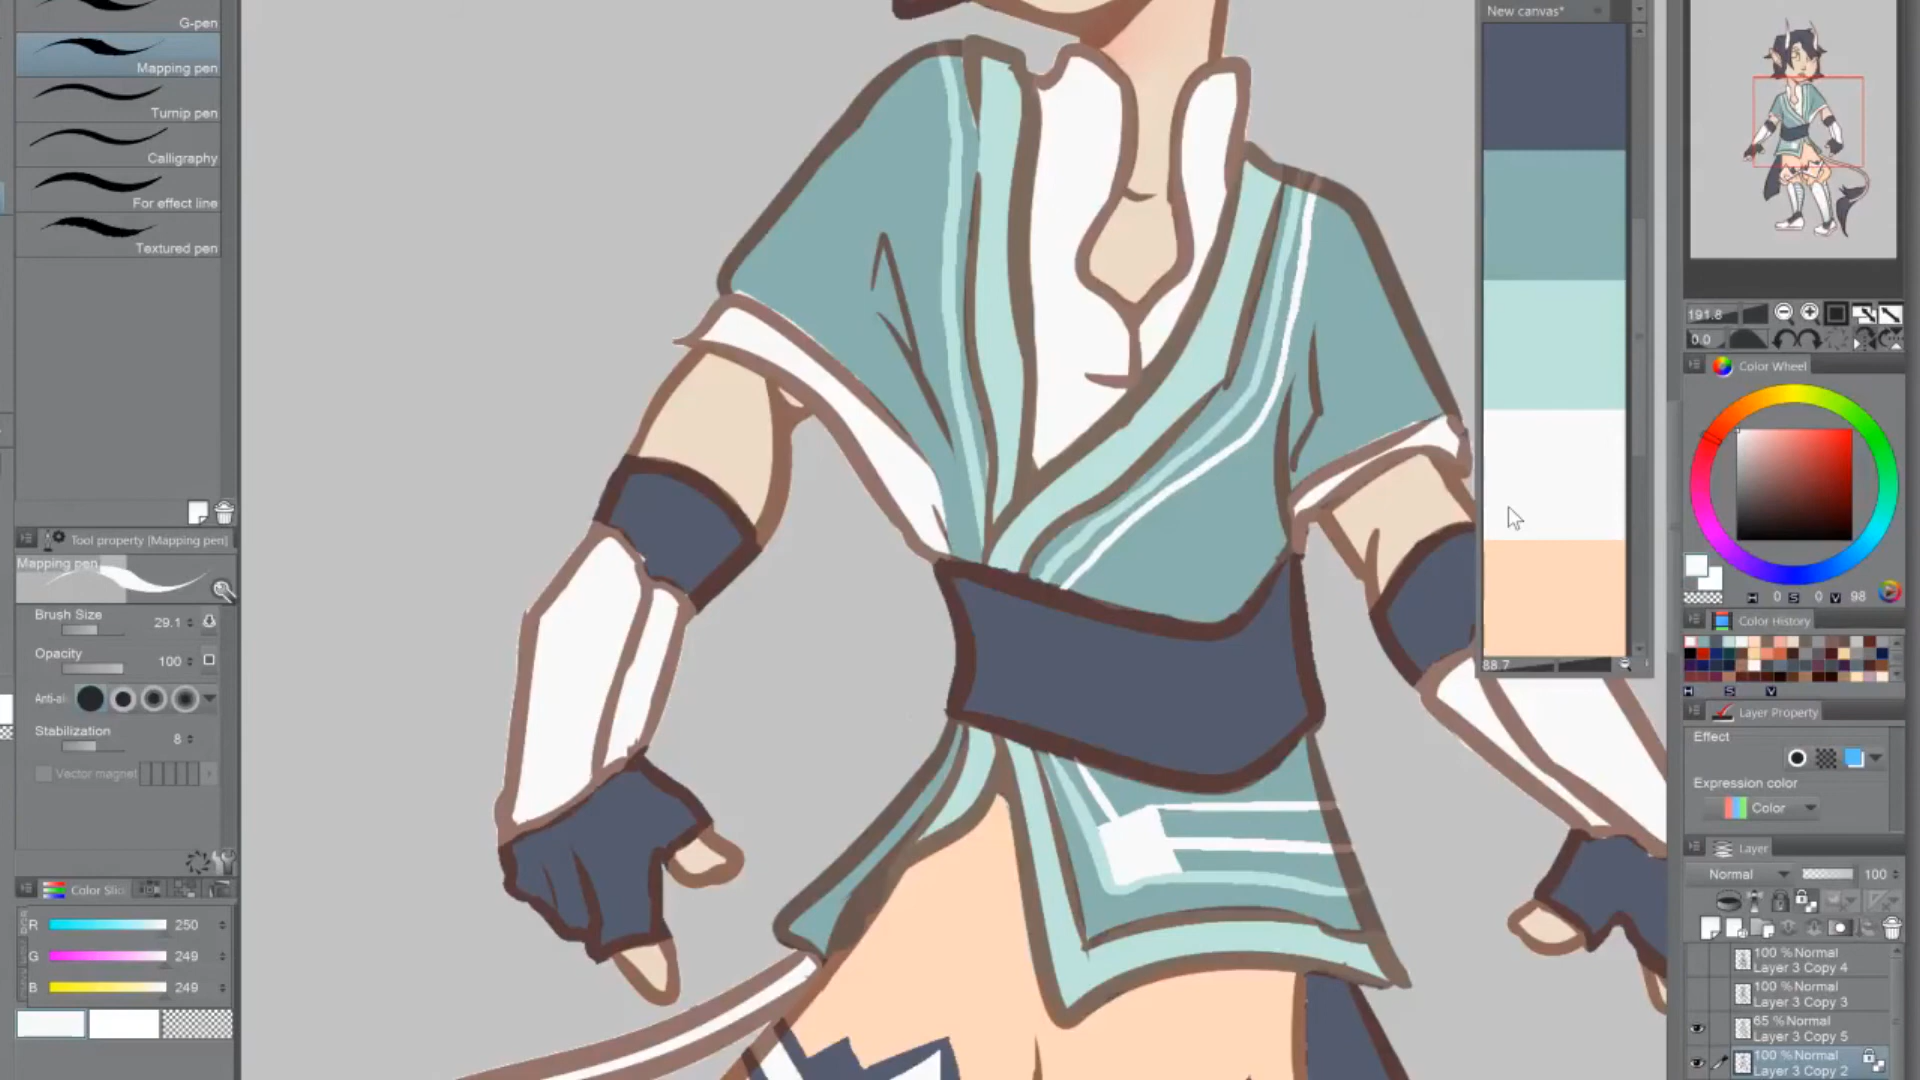 G-pen
Mapping pen
Turnip pen
Calligraphy
For effect line
Textured pen
Tool property [Mapping pen]
Mapping pen
Brush Size
29.1
Opacity
100
Anti-al
Stabilization
8
Vector magnet
Color Slic
R
250
G
249
B
249
New canvas*
88.7
191.8
0.0
Color Wheel
H 0 S 0 V 98
Color History
H S V
Layer Property
Effect
Expression color
Color
Layer
Normal
100
100 %Normal
Layer 3 Copy 4
100 %Normal
Layer 3 Copy 3
65 %Normal
Layer 3 Copy 5
100 %Normal
Layer 3 Copy 2